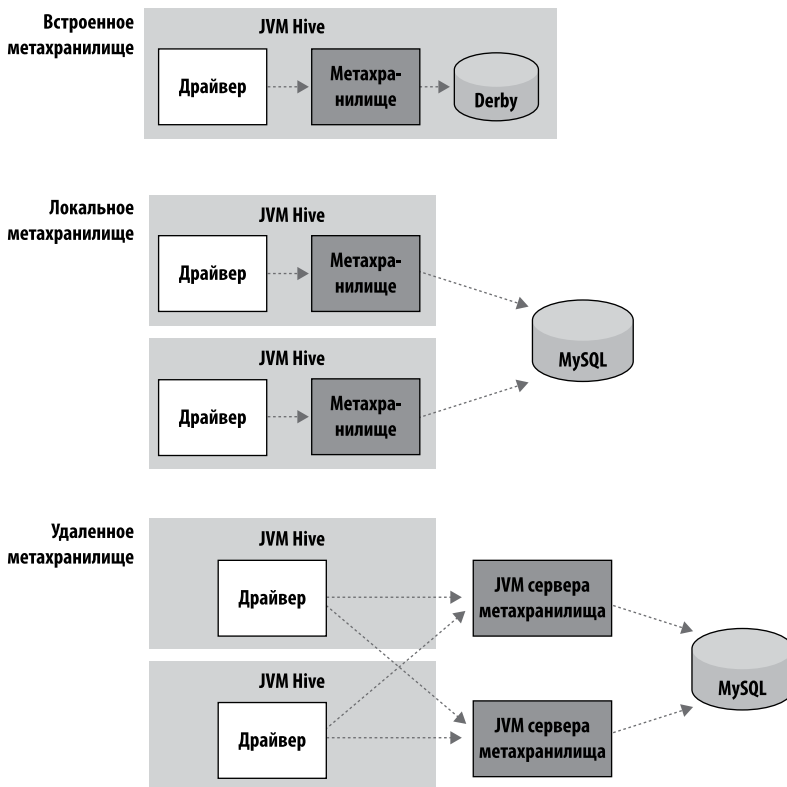 Встроенное
метахранилище
JVM Hive
Драйвер
Метахра-
нилище
Derby
Локальное
метахранилище
JVM Hive
Драйвер
Метахра-
нилище
JVM Hive
Драйвер
Метахра-
нилище
MySQL
Удаленное
метахранилище
JVM Hive
Драйвер
JVM сервера
метахранилища
JVM Hive
Драйвер
JVM сервера
метахранилища
MySQL